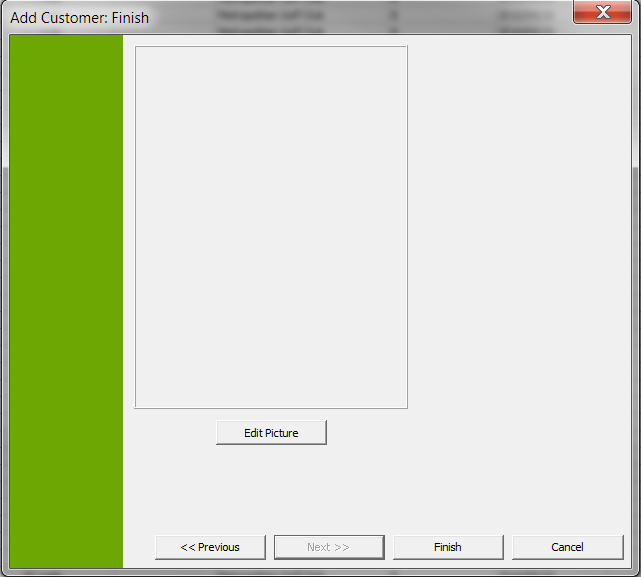 Add Customer: Finish
Edit Picture
<< Previous
Next >>
Finish
Cancel